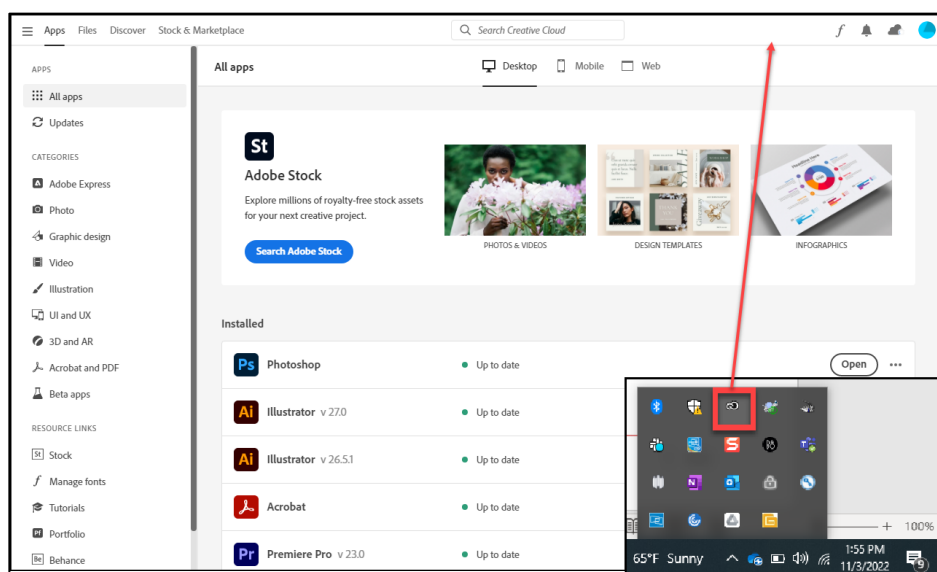 Apps Files Discover Stock & Marketplace
Search Creative Cloud
APPS
All apps
Updates
CATEGORIES
Adobe Express
Photo
Graphic design
Video
Illustration
UI and UX
3D and AR
Acrobat and PDF
Beta apps
RESOURCE LINKS
St Stock
Manage fonts
Tutorials
Portfolio
Be Behance
All apps
Desktop Mobile Web
St
Adobe Stock
Explore millions of royalty-free stock assets
for your next creative project.
Search Adobe Stock
PHOTOS & VIDEOS
DESIGN TEMPLATES
INFOGRAPHICS
Installed
Ps Photoshop Up to date Open
Ai Illustrator v 27.0 Up to date
Ai Illustrator v 26.5.1 Up to date
Acrobat Up to date
Pr Premiere Pro v 23.0 Up to date
100%
65°F Sunny
1:55 PM
11/3/2022